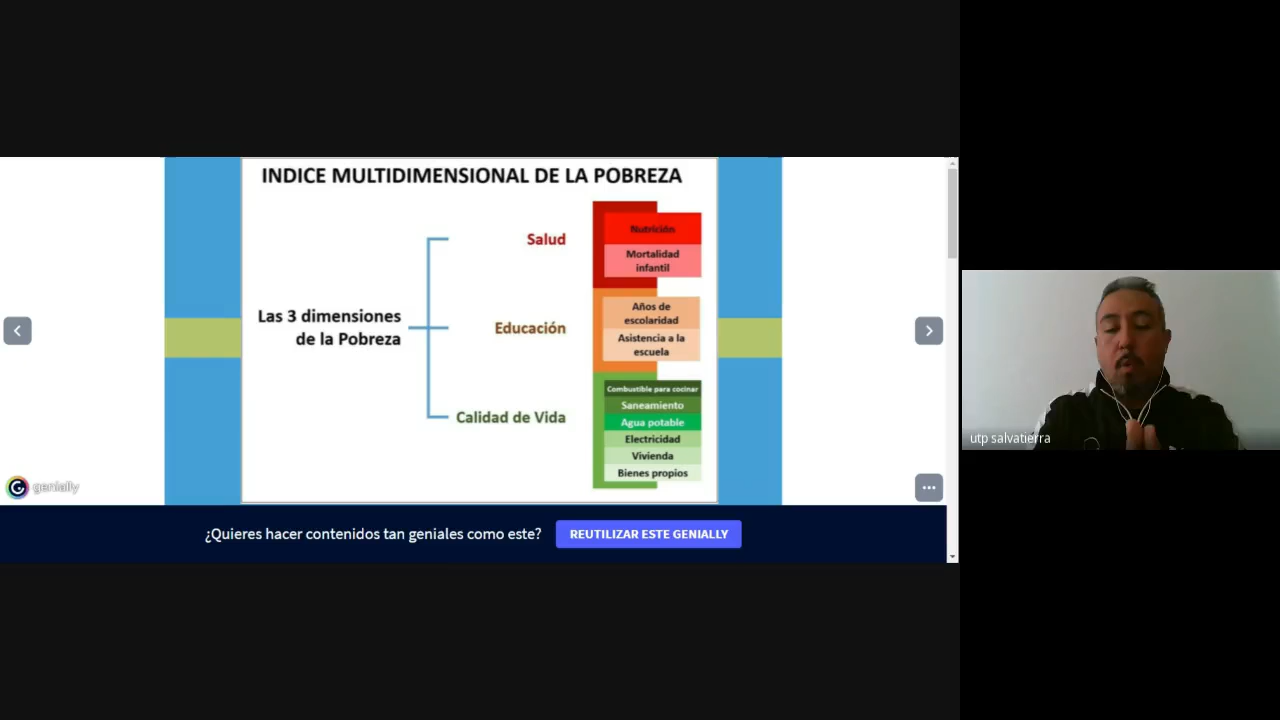 INDICE MULTIDIMENSIONAL DE LA POBREZA
Las 3 dimensiones
de la Pobreza
Salud
Nutrición
Mortalidad
infantil
Educación
Años de
escolaridad
Asistencia a la
escuela
Calidad de Vida
Combustible para cocinar
Saneamiento
Agua potable
Electricidad
Vivienda
Bienes propios
genially
¿Quieres hacer contenidos tan geniales como este?
REUTILIZAR ESTE GENIALLY
utp salvatierra